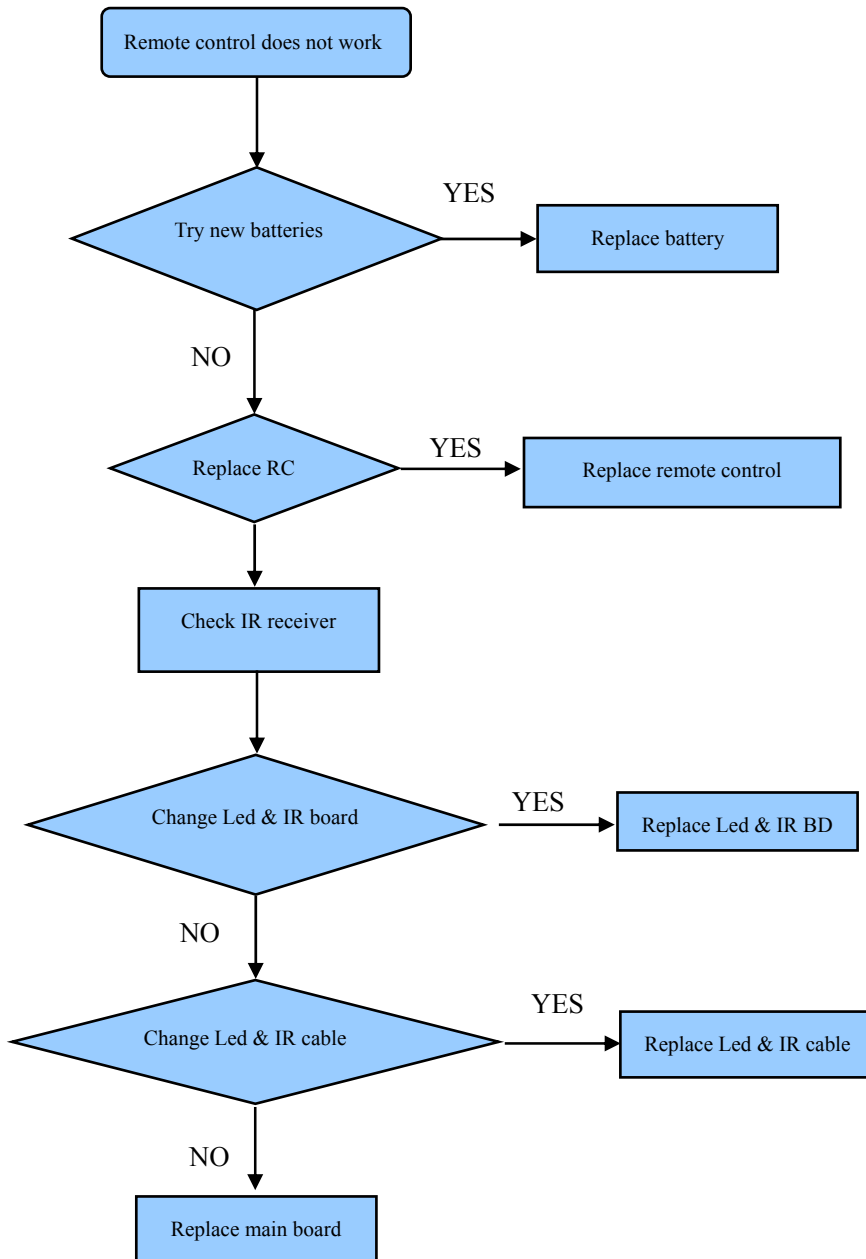 Remote control does not work
YES
Try new batteries
Replace battery
NO
YES
Replace RC
Replace remote control
Check IR receiver
YES
Change Led & IR board
Replace Led & IR BD
NO
YES
Change Led & IR cable
Replace Led & IR cable
NO
Replace main board